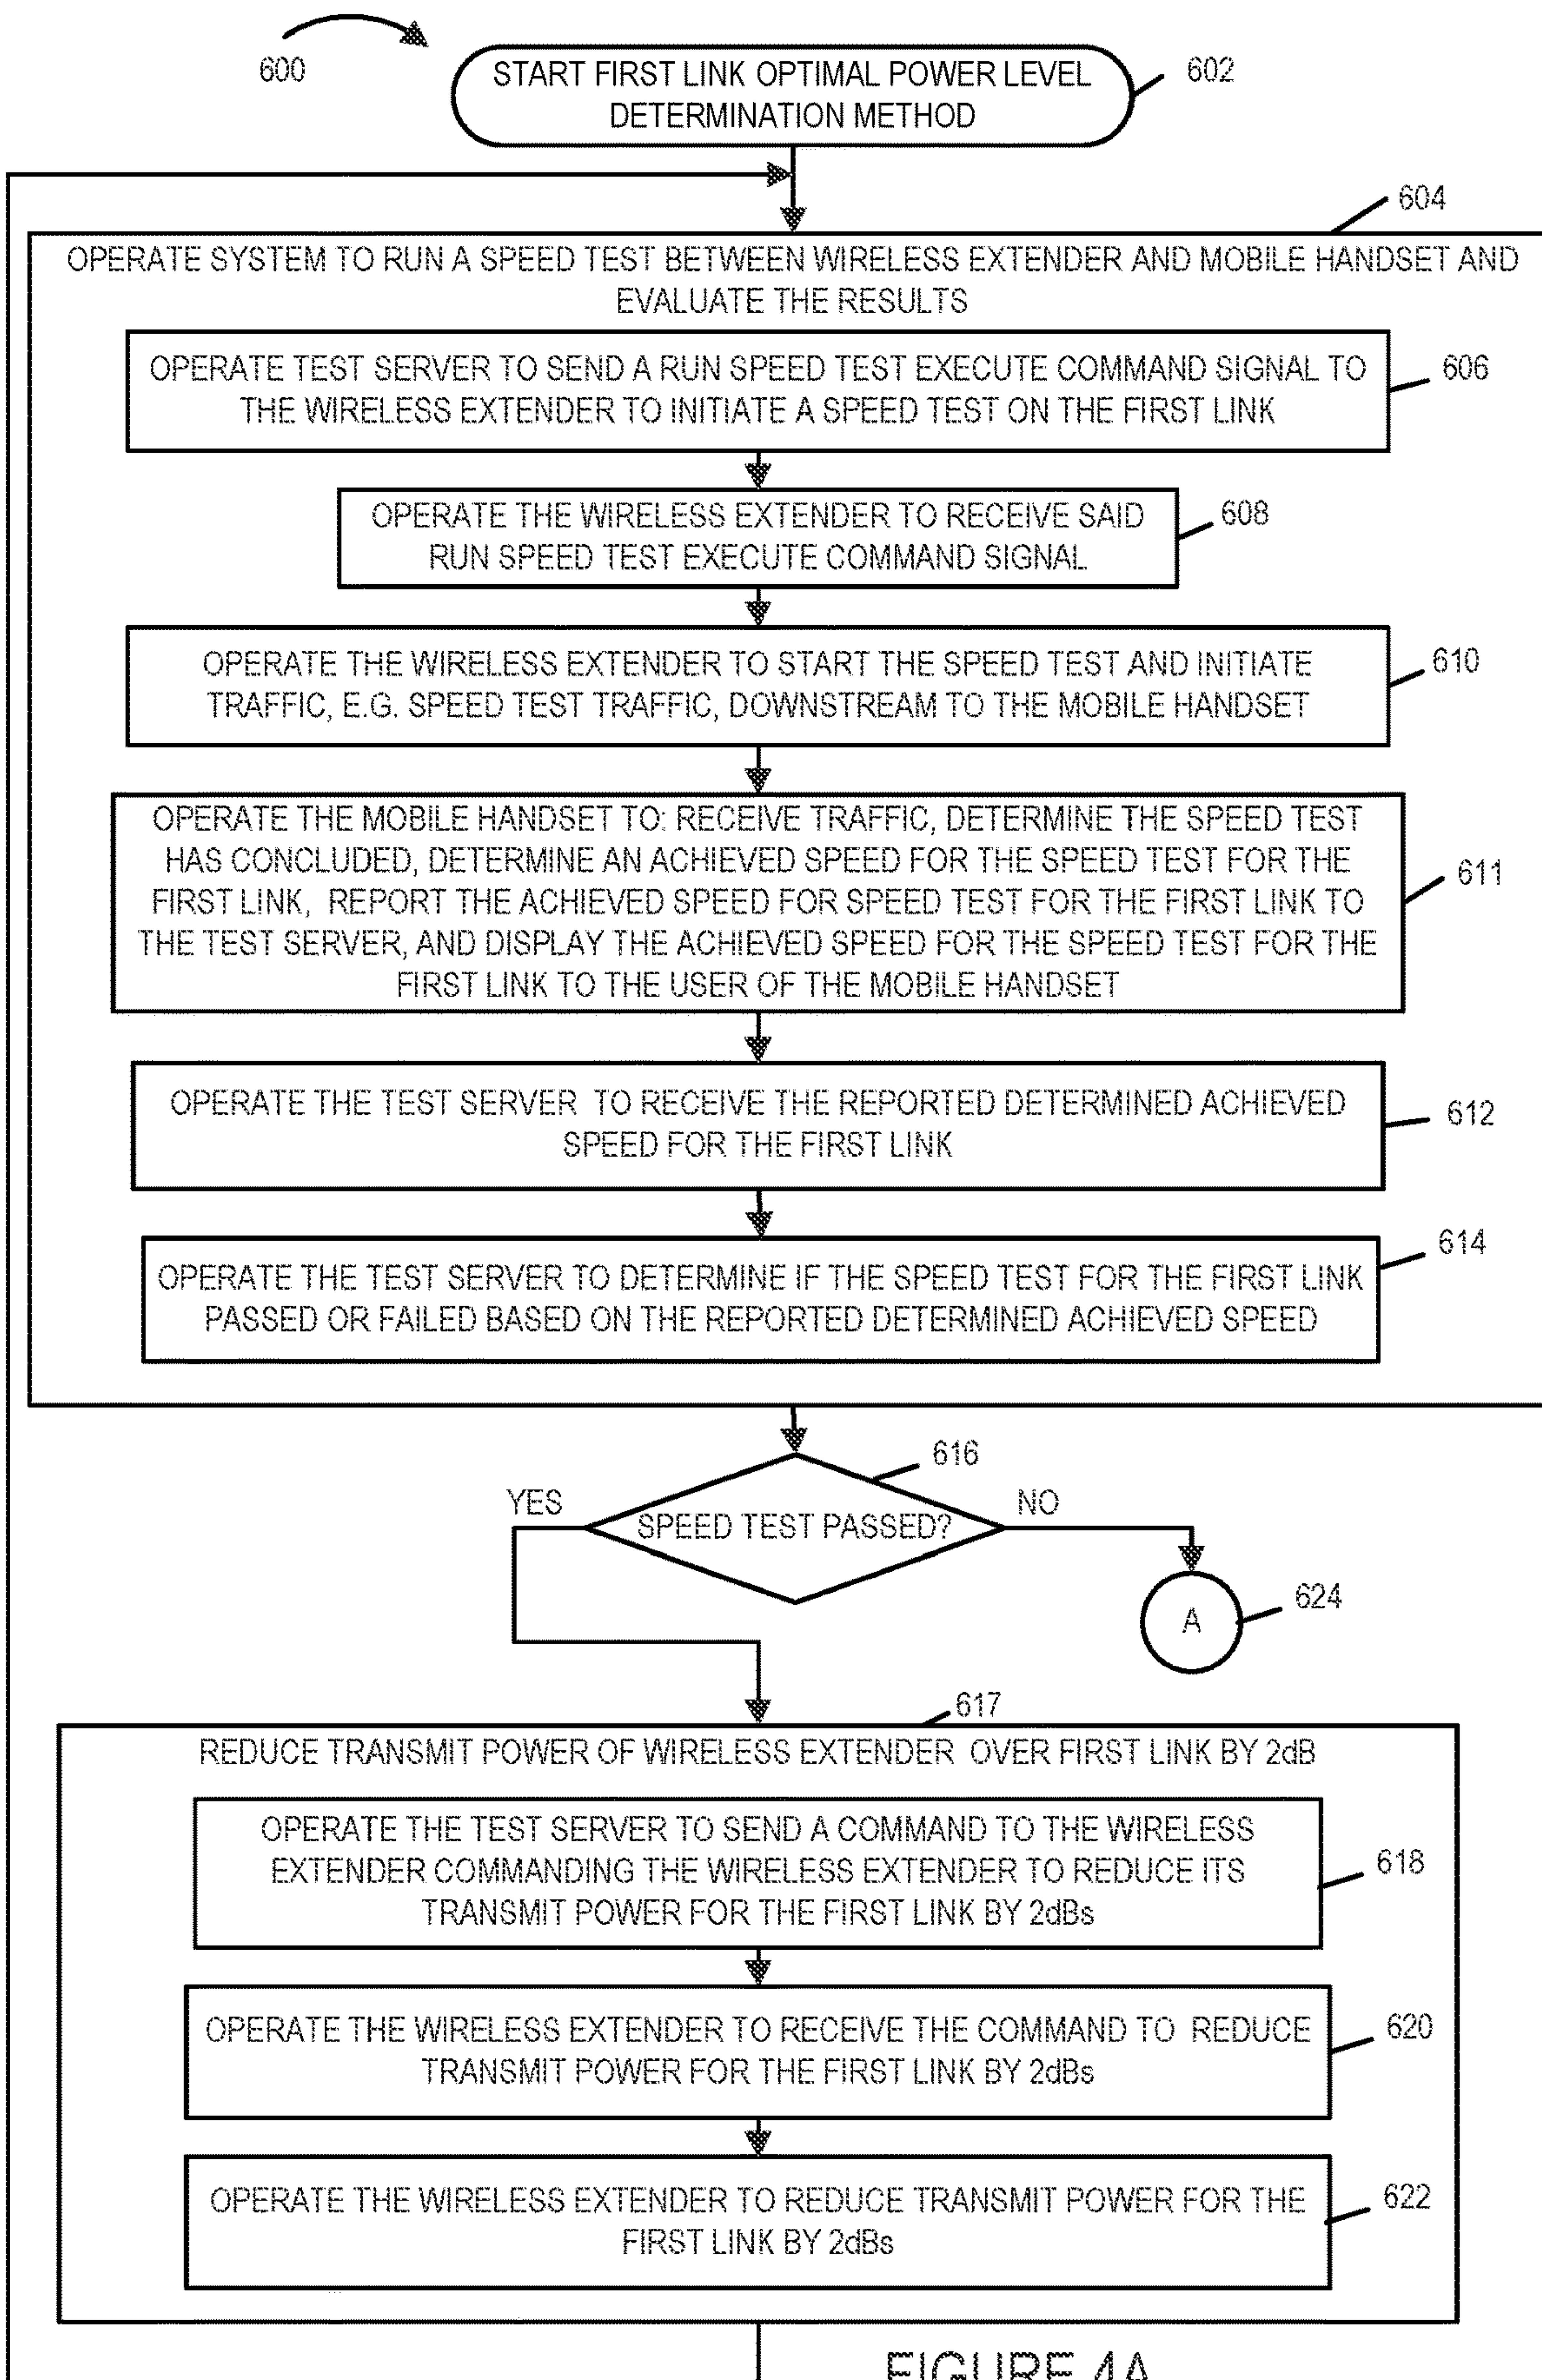 600
START FIRST LINK OPTIMAL POWER LEVEL
DETERMINATION METHOD
602
604
OPERATE SYSTEM TO RUN A SPEED TEST BETWEEN WIRELESS EXTENDER AND MOBILE HANDSET AND
EVALUATE THE RESULTS
OPERATE TEST SERVER TO SEND A RUN SPEED TEST EXECUTE COMMAND SIGNAL TO
THE WIRELESS EXTENDER TO INITIATE A SPEED TEST ON THE FIRST LINK
606
OPERATE THE WIRELESS EXTENDER TO RECEIVE SAID
RUN SPEED TEST EXECUTE COMMAND SIGNAL
608
OPERATE THE WIRELESS EXTENDER TO START THE SPEED TEST AND INITIATE
TRAFFIC, E.G. SPEED TEST TRAFFIC, DOWNSTREAM TO THE MOBILE HANDSET
610
OPERATE THE MOBILE HANDSET TO: RECEIVE TRAFFIC, DETERMINE THE SPEED TEST
HAS CONCLUDED, DETERMINE AN ACHIEVED SPEED FOR THE SPEED TEST FOR THE
FIRST LINK, REPORT THE ACHIEVED SPEED FOR SPEED TEST FOR THE FIRST LINK TO
THE TEST SERVER, AND DISPLAY THE ACHIEVED SPEED FOR THE SPEED TEST FOR THE
FIRST LINK TO THE USER OF THE MOBILE HANDSET
611
OPERATE THE TEST SERVER TO RECEIVE THE REPORTED DETERMINED ACHIEVED
SPEED FOR THE FIRST LINK
612
OPERATE THE TEST SERVER TO DETERMINE IF THE SPEED TEST FOR THE FIRST LINK
PASSED OR FAILED BASED ON THE REPORTED DETERMINED ACHIEVED SPEED
614
616
YES
SPEED TEST PASSED?
NO
A
624
617
REDUCE TRANSMIT POWER OF WIRELESS EXTENDER OVER FIRST LINK BY 2dB
OPERATE THE TEST SERVER TO SEND A COMMAND TO THE WIRELESS
EXTENDER COMMANDING THE WIRELESS EXTENDER TO REDUCE ITS
TRANSMIT POWER FOR THE FIRST LINK BY 2dBs
618
OPERATE THE WIRELESS EXTENDER TO RECEIVE THE COMMAND TO REDUCE
TRANSMIT POWER FOR THE FIRST LINK BY 2dBs
620
OPERATE THE WIRELESS EXTENDER TO REDUCE TRANSMIT POWER FOR THE
FIRST LINK BY 2dBs
622
FIGURE 4A